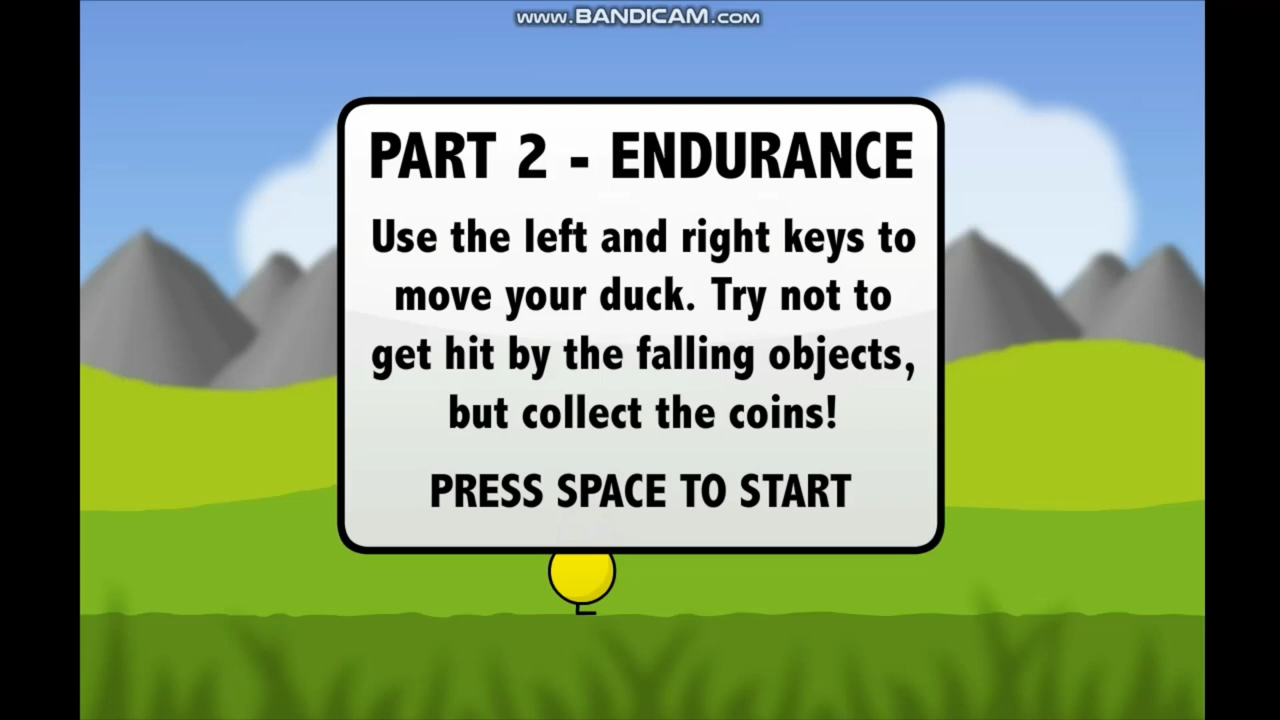 www.BANDICAM.com
PART 2 - ENDURANCE
Use the left and right keys to
move your duck. Try not to
get hit by the falling objects,
but collect the coins!
PRESS SPACE TO START